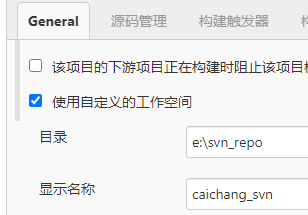 General 源码管理 构建触发器
该项目的下游项目正在构建时阻止该项目
使用自定义的工作空间
目录 e:\svn_repo
显示名称 caichang_svn